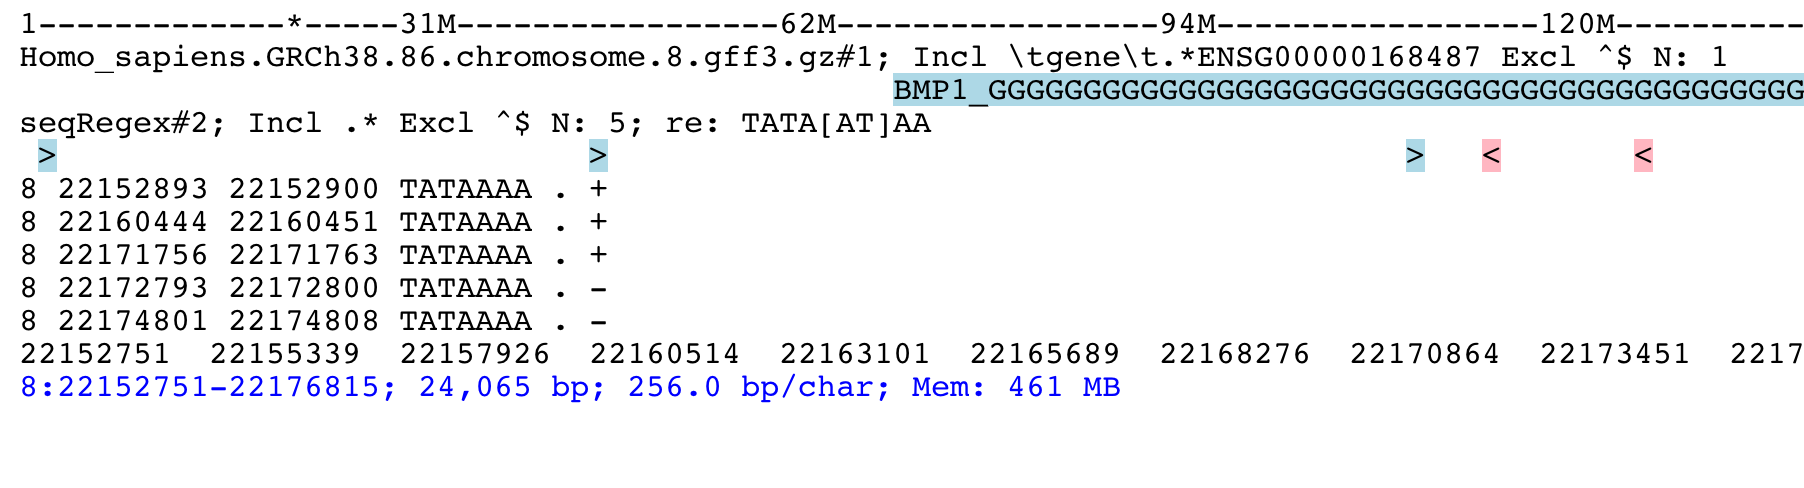 1-------------*-----31M-----------------62M-----------------94M-----------------120M----------
Homo_sapiens.GRCh38.86.chromosome.8.gff3.gz#1; Incl \tgene\t.*ENSG00000168487 Excl ^$ N: 1
BMP1_GGGGGGGGGGGGGGGGGGGGGGGGGGGGGGGGGGGGGGGGGGG
seqRegex#2; Incl .* Excl ^$ N: 5; re: TATA[AT]AA
> > > < <
8 22152893 22152900 TATAAAA . +
8 22160444 22160451 TATAAAA . +
8 22171756 22171763 TATAAAA . +
8 22172793 22172800 TATAAAA . -
8 22174801 22174808 TATAAAA . -
22152751 22155339 22157926 22160514 22163101 22165689 22168276 22170864 22173451 2217
8:22152751-22176815; 24,065 bp; 256.0 bp/char; Mem: 461 MB